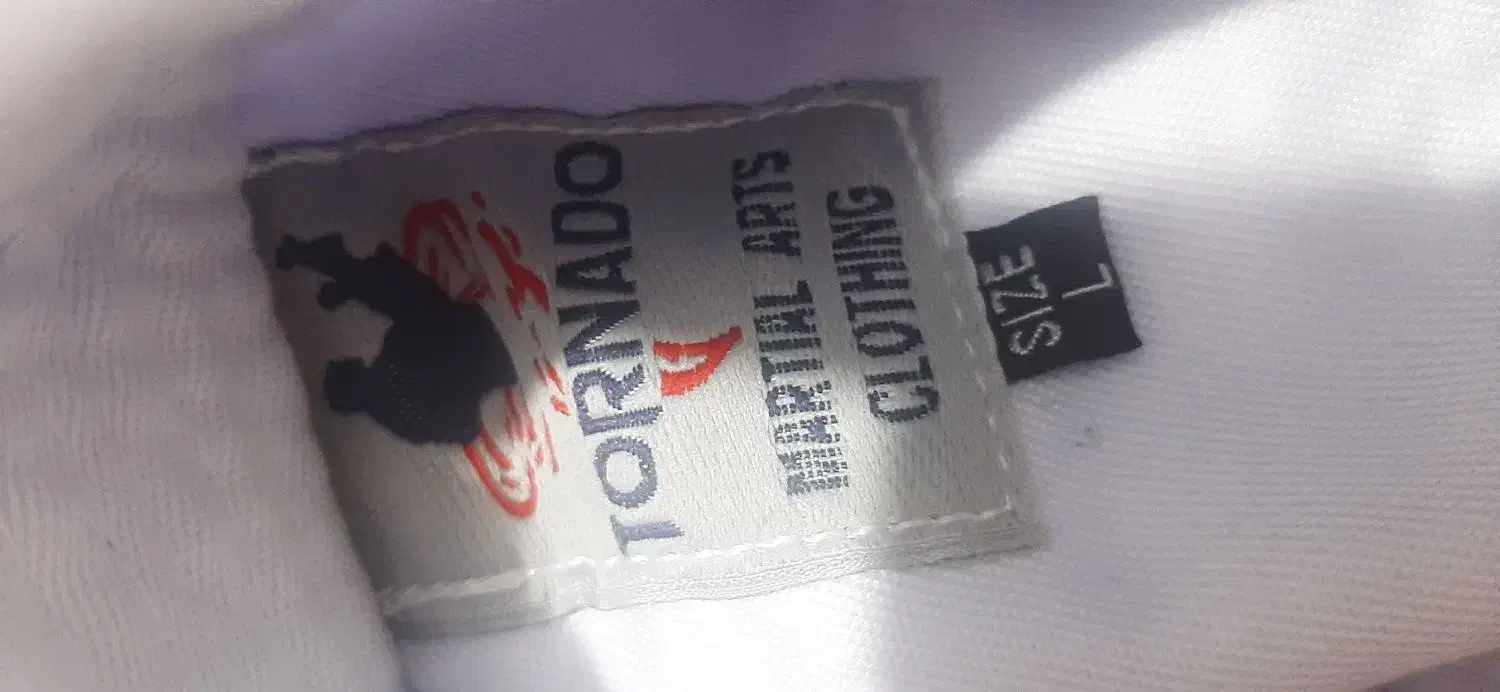 TORNADO
MARTIAL ARTS
CLOTHING
SIZE
L